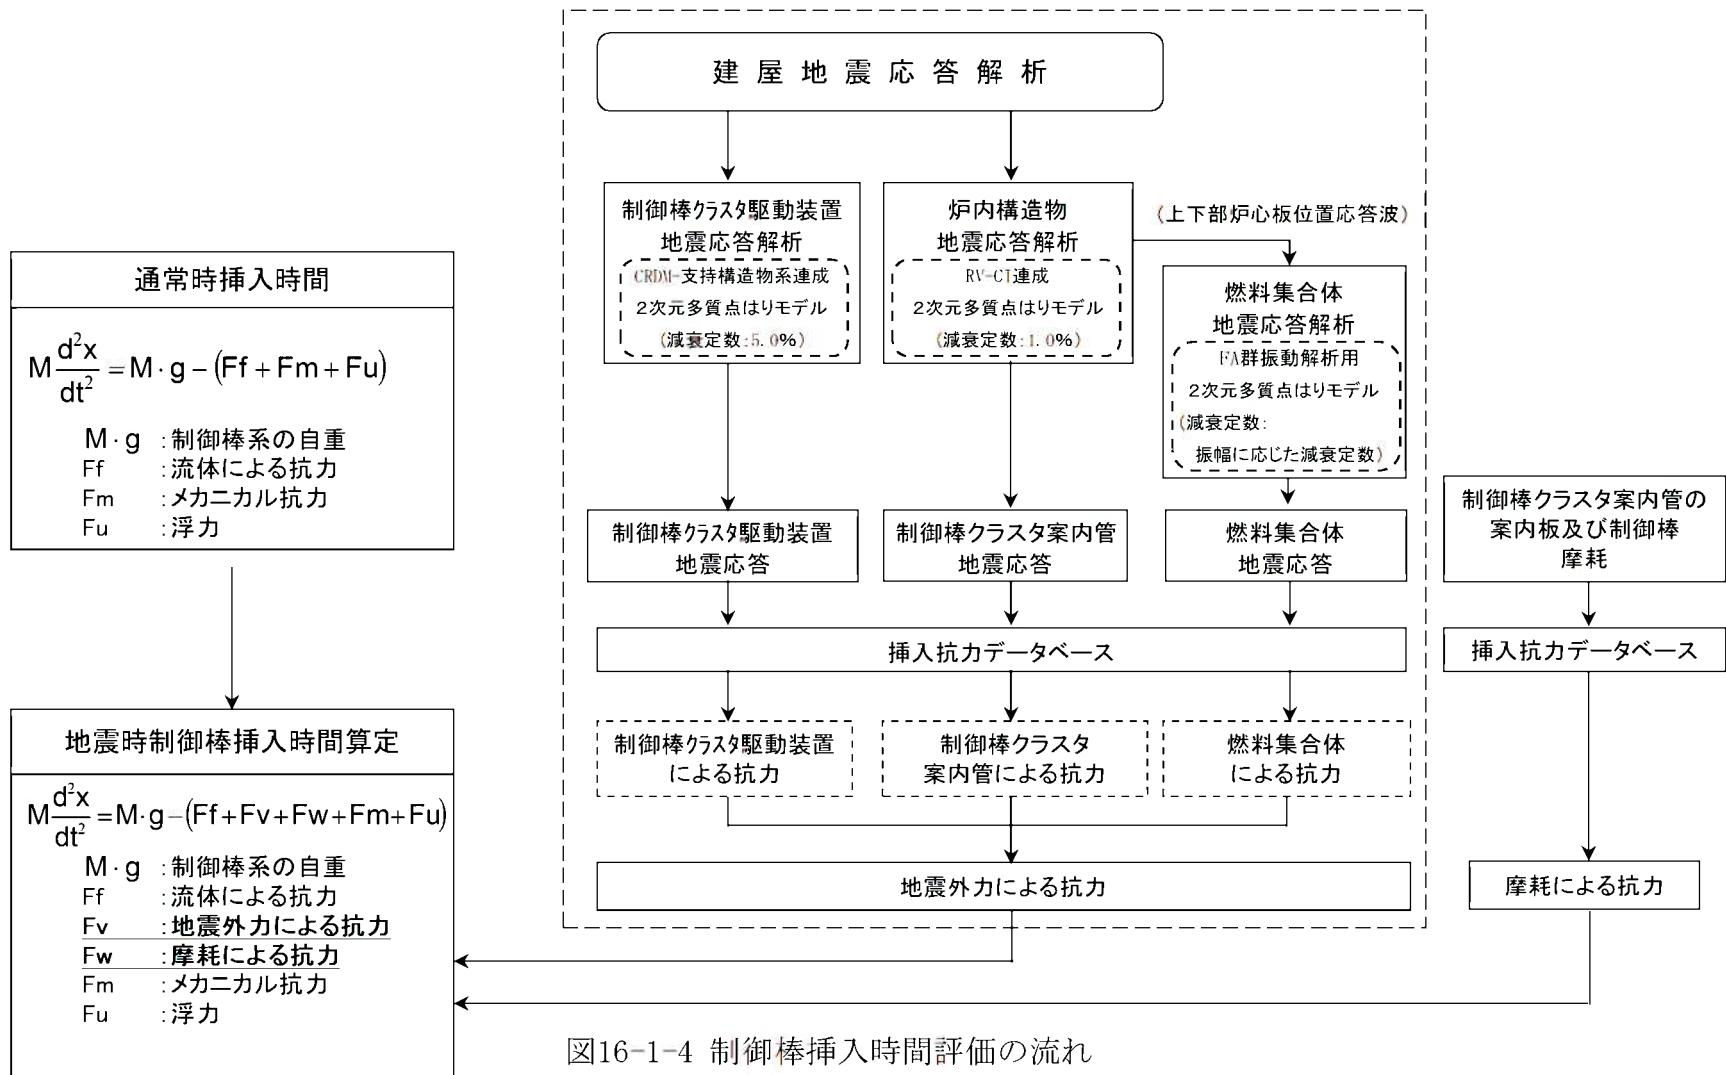 建屋地震応答解析
制御棒クラスタ駆動装置
地震応答解析
CRDM-支持構造物系連成
2次元多質点はりモデル
(減衰定数:5.0%)
炉内構造物
地震応答解析
RV-CI連成
2次元多質点はりモデル
(減衰定数:1.0%)
(上下部炉心板位置応答波)
燃料集合体
地震応答解析
FA群振動解析用
2次元多質点はりモデル
(減衰定数:
振幅に応じた減衰定数)
通常時挿入時間
M d²x/dt² = M・g − (Ff + Fm + Fu)
M・g :制御棒系の自重
Ff :流体による抗力
Fm :メカニカル抗力
Fu :浮力
制御棒クラスタ駆動装置
地震応答
制御棒クラスタ案内管
地震応答
燃料集合体
地震応答
制御棒クラスタ案内管の
案内板及び制御棒
摩耗
挿入抗力データベース
挿入抗力データベース
制御棒クラスタ駆動装置
による抗力
制御棒クラスタ
案内管による抗力
燃料集合体
による抗力
地震外力による抗力
摩耗による抗力
地震時制御棒挿入時間算定
M d²x/dt² = M・g−(Ff+Fv+Fw+Fm+Fu)
M・g :制御棒系の自重
Ff :流体による抗力
Fv :地震外力による抗力
Fw :摩耗による抗力
Fm :メカニカル抗力
Fu :浮力
図16-1-4 制御棒挿入時間評価の流れ